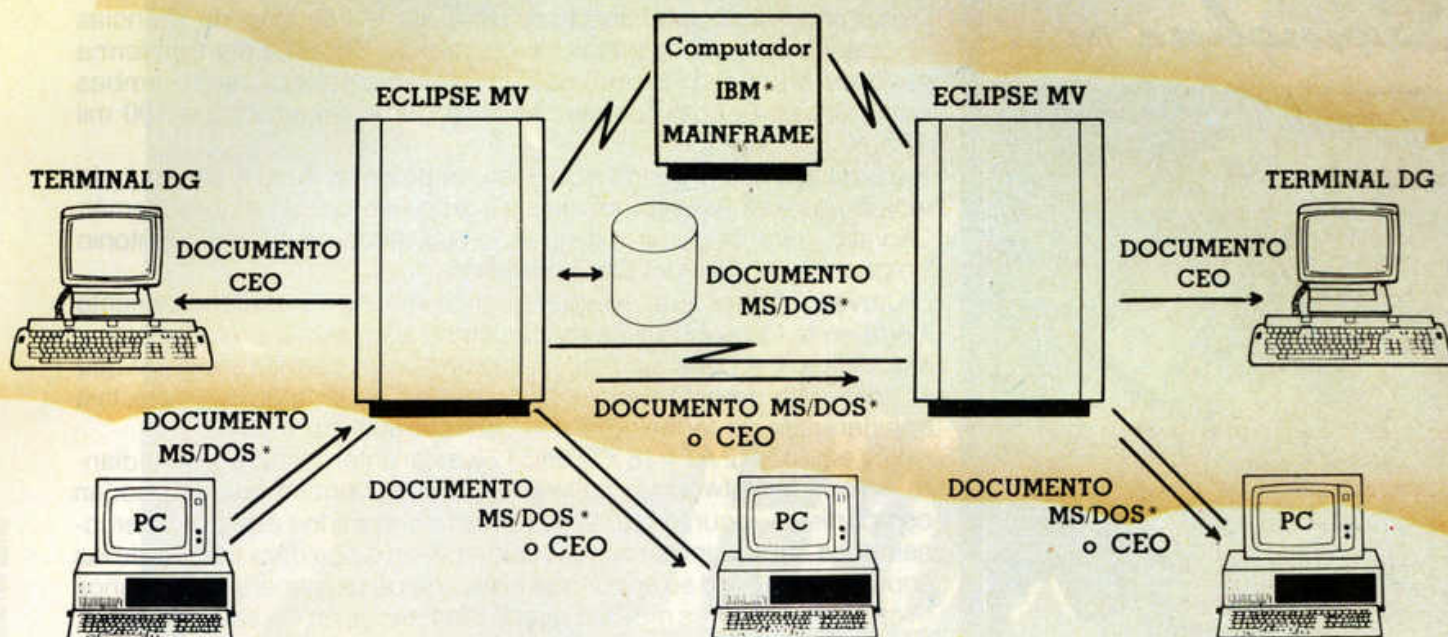 Computador
IBM*
MAINFRAME
ECLIPSE MV
ECLIPSE MV
TERMINAL DG
TERMINAL DG
DOCUMENTO
CEO
DOCUMENTO
MS/DOS*
DOCUMENTO
CEO
DOCUMENTO MS/DOS*
o CEO
DOCUMENTO
MS/DOS*
DOCUMENTO
MS/DOS*
o CEO
DOCUMENTO
MS/DOS*
o CEO
PC
PC
PC